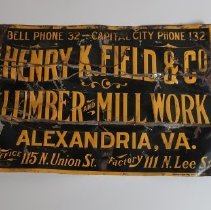 BELL PHONE 32 — CAPITAL CITY PHONE 132
HENRY K. FIELD & CO.
LUMBER AND MILL WORK
ALEXANDRIA, VA.
OFFICE 115 N. UNION ST. FACTORY 111 N. LEE ST.